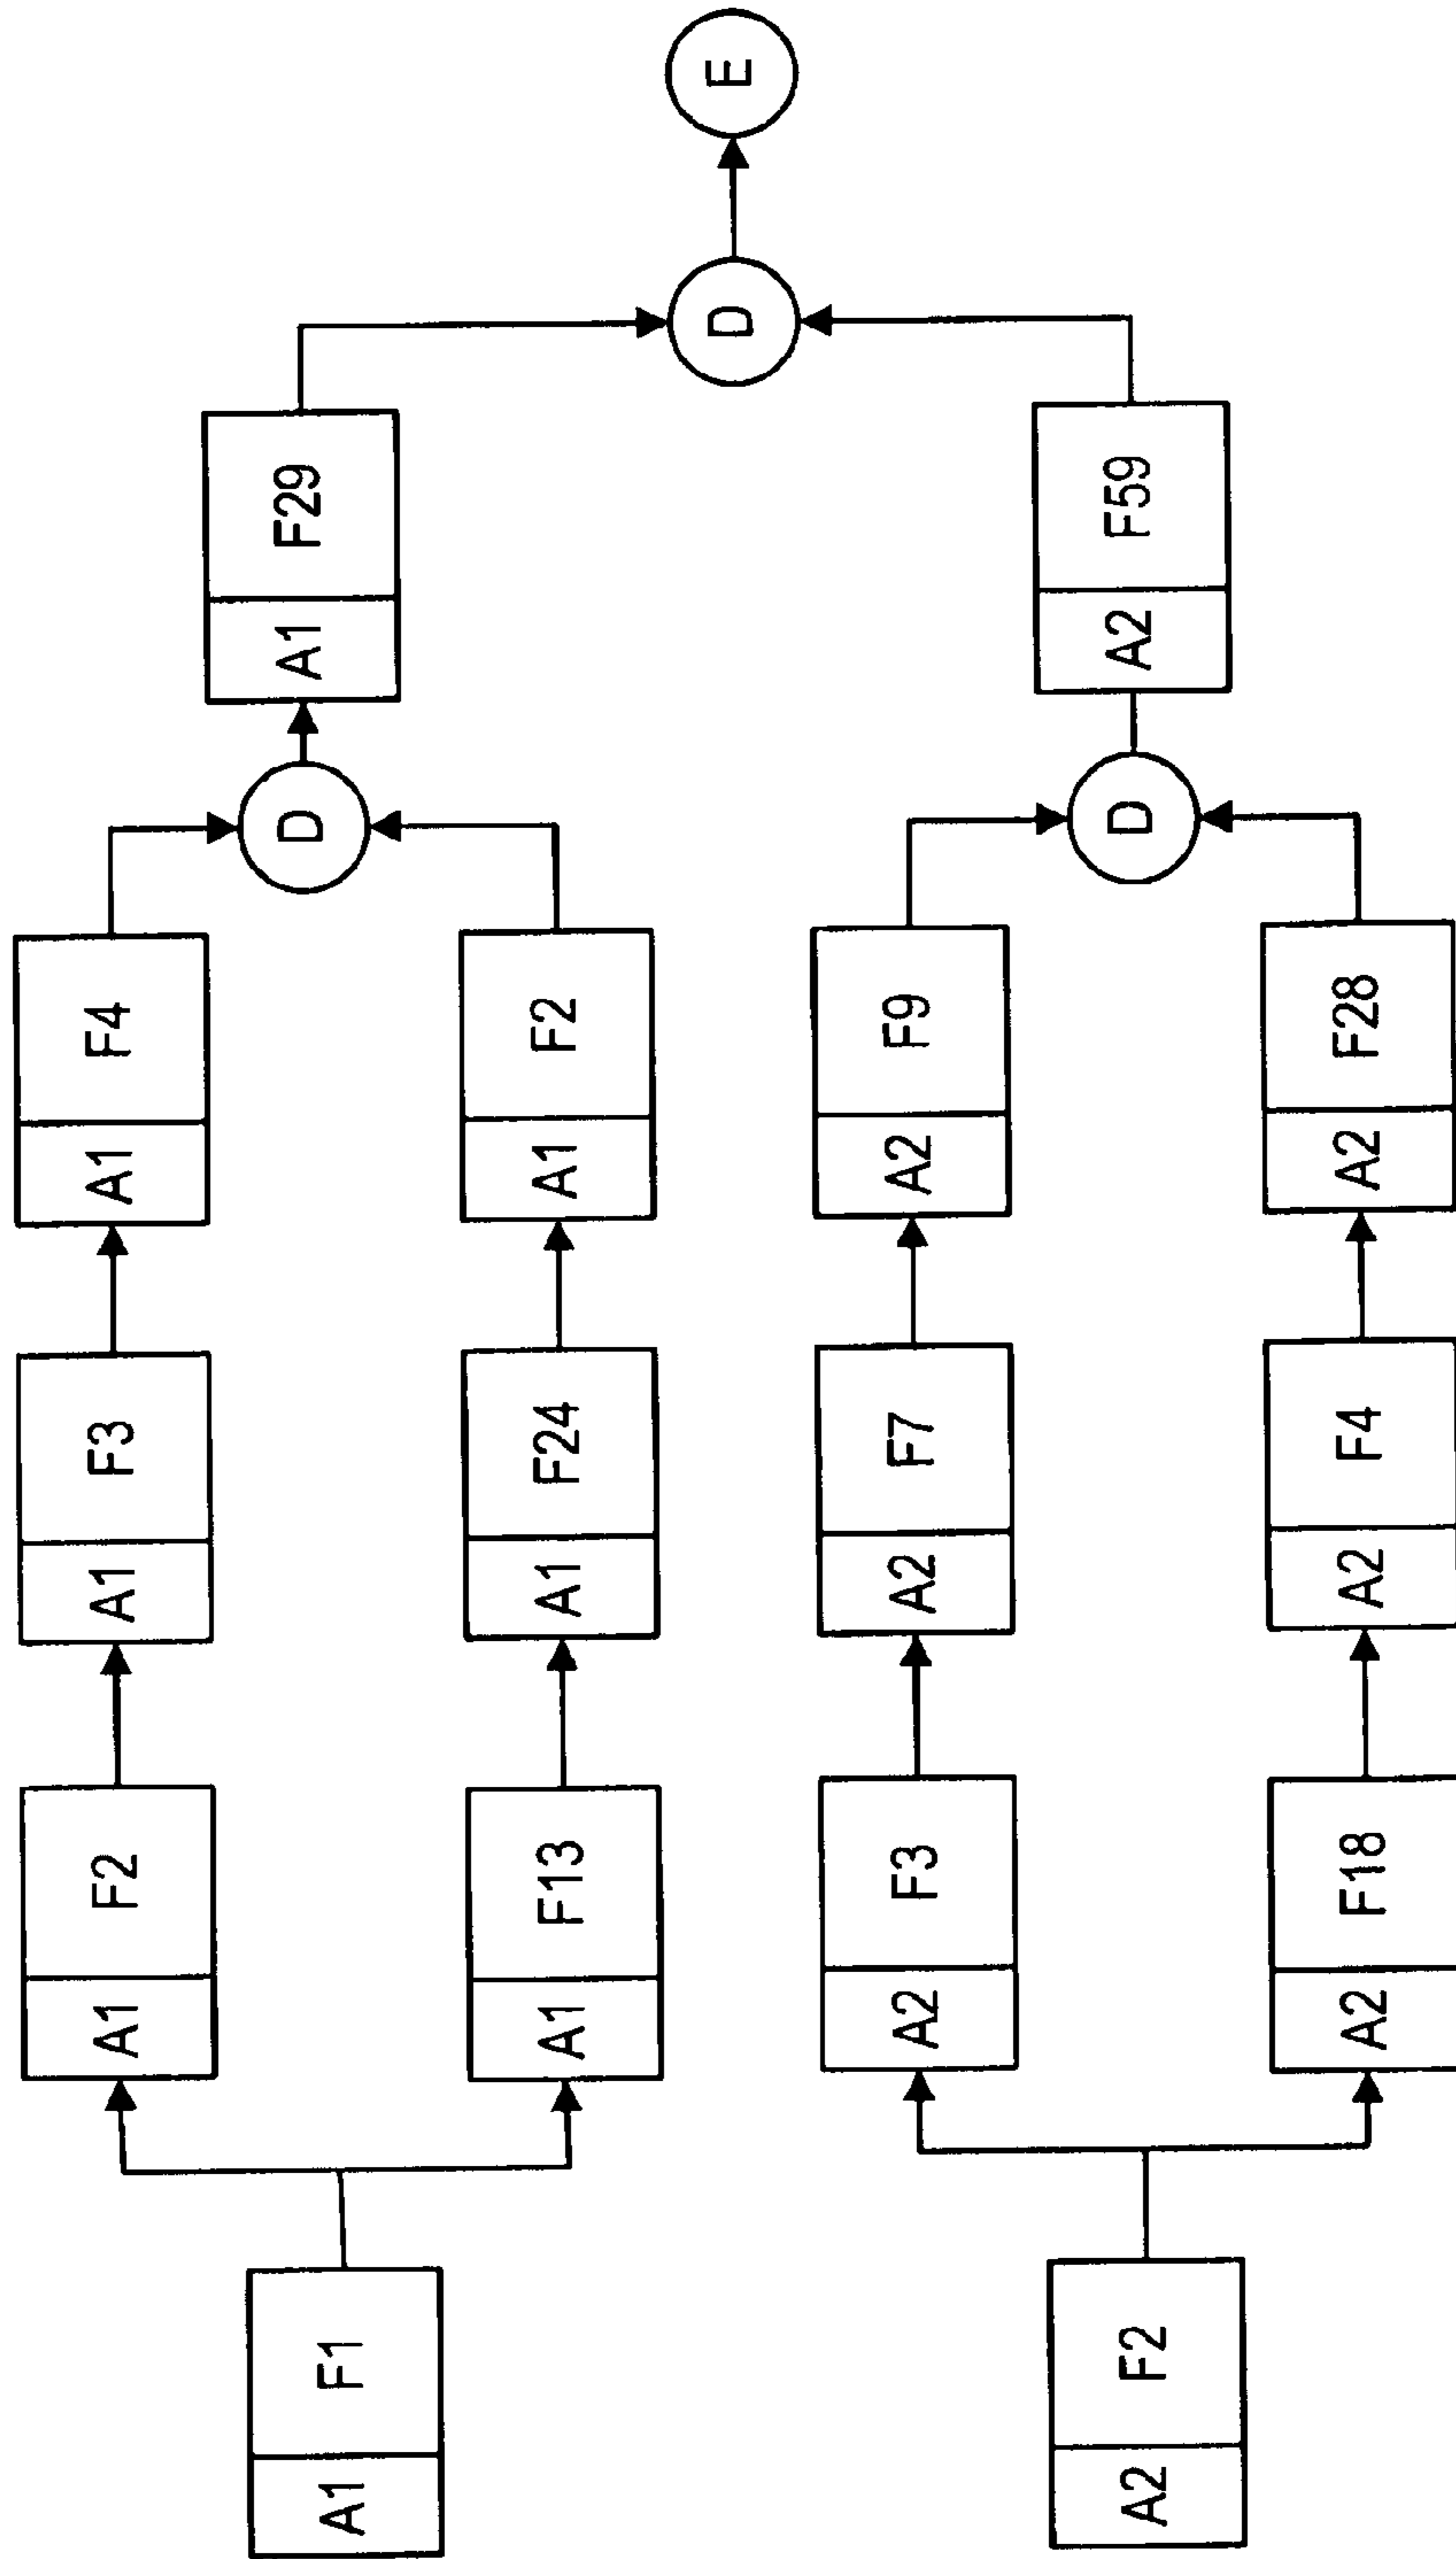 A1 F2
A1 F3
A1 F4
A1 F1
A1 F13
A1 F24
A1 F2
D
A1 F29
A2 F3
A2 F7
A2 F9
A2 F2
A2 F18
A2 F4
A2 F28
D
A2 F59
D
E